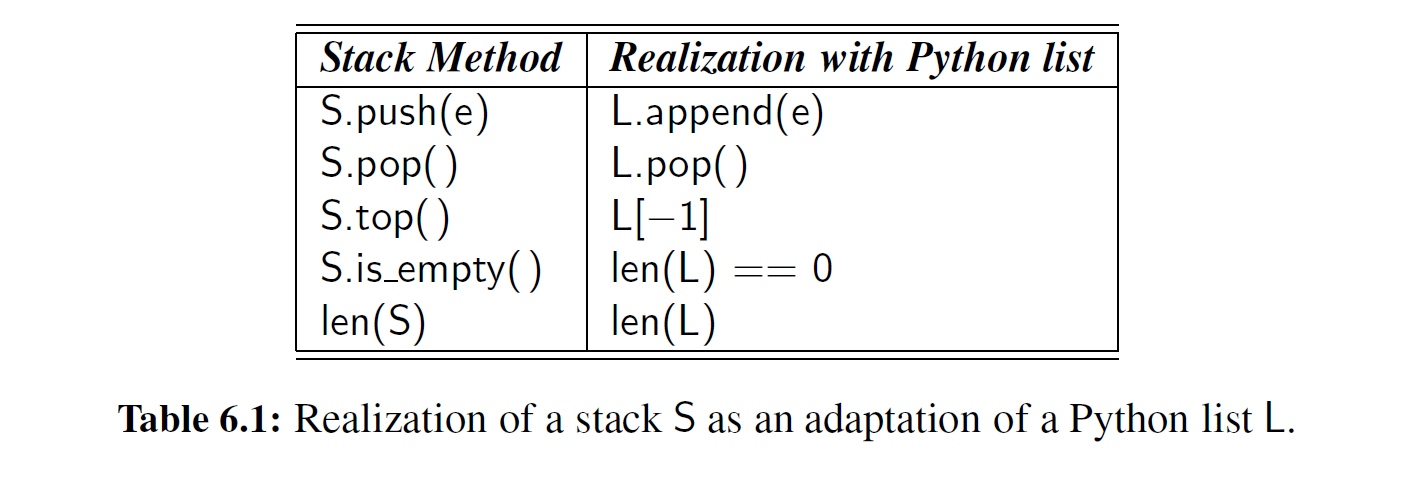 Stack Method Realization with Python list
S.push(e) L.append(e)
S.pop( ) L.pop( )
S.top( ) L[−1]
S.is_empty( ) len(L) == 0
len(S) len(L)
Table 6.1: Realization of a stack S as an adaptation of a Python list L.